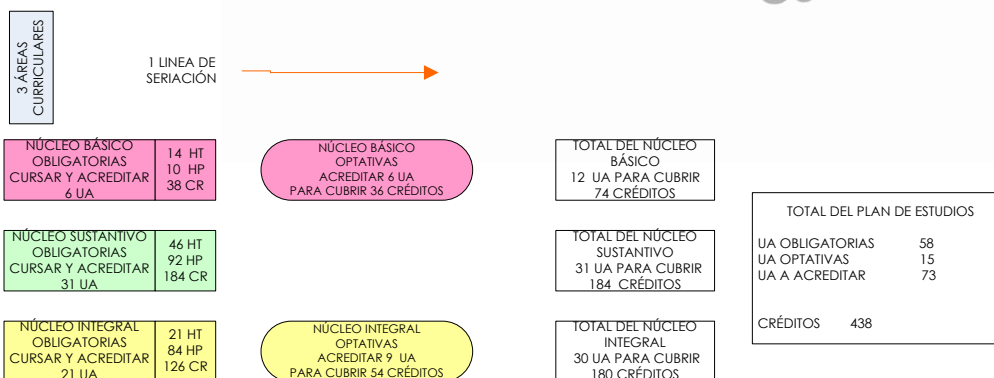 3 ÁREAS
CURRICULARES
1 LINEA DE
SERIACIÓN
NÚCLEO BÁSICO
OBLIGATORIAS
CURSAR Y ACREDITAR
6 UA
14 HT
10 HP
38 CR
NÚCLEO BÁSICO
OPTATIVAS
ACREDITAR 6 UA
PARA CUBRIR 36 CRÉDITOS
TOTAL DEL NÚCLEO
BÁSICO
12 UA PARA CUBRIR
74 CRÉDITOS
NÚCLEO SUSTANTIVO
OBLIGATORIAS
CURSAR Y ACREDITAR
31 UA
46 HT
92 HP
184 CR
TOTAL DEL NÚCLEO
SUSTANTIVO
31 UA PARA CUBRIR
184 CRÉDITOS
NÚCLEO INTEGRAL
OBLIGATORIAS
CURSAR Y ACREDITAR
21 UA
21 HT
84 HP
126 CR
NÚCLEO INTEGRAL
OPTATIVAS
ACREDITAR 9 UA
PARA CUBRIR 54 CRÉDITOS
TOTAL DEL NÚCLEO
INTEGRAL
30 UA PARA CUBRIR
180 CRÉDITOS
TOTAL DEL PLAN DE ESTUDIOS
UA OBLIGATORIAS 58
UA OPTATIVAS 15
UA A ACREDITAR 73
CRÉDITOS 438